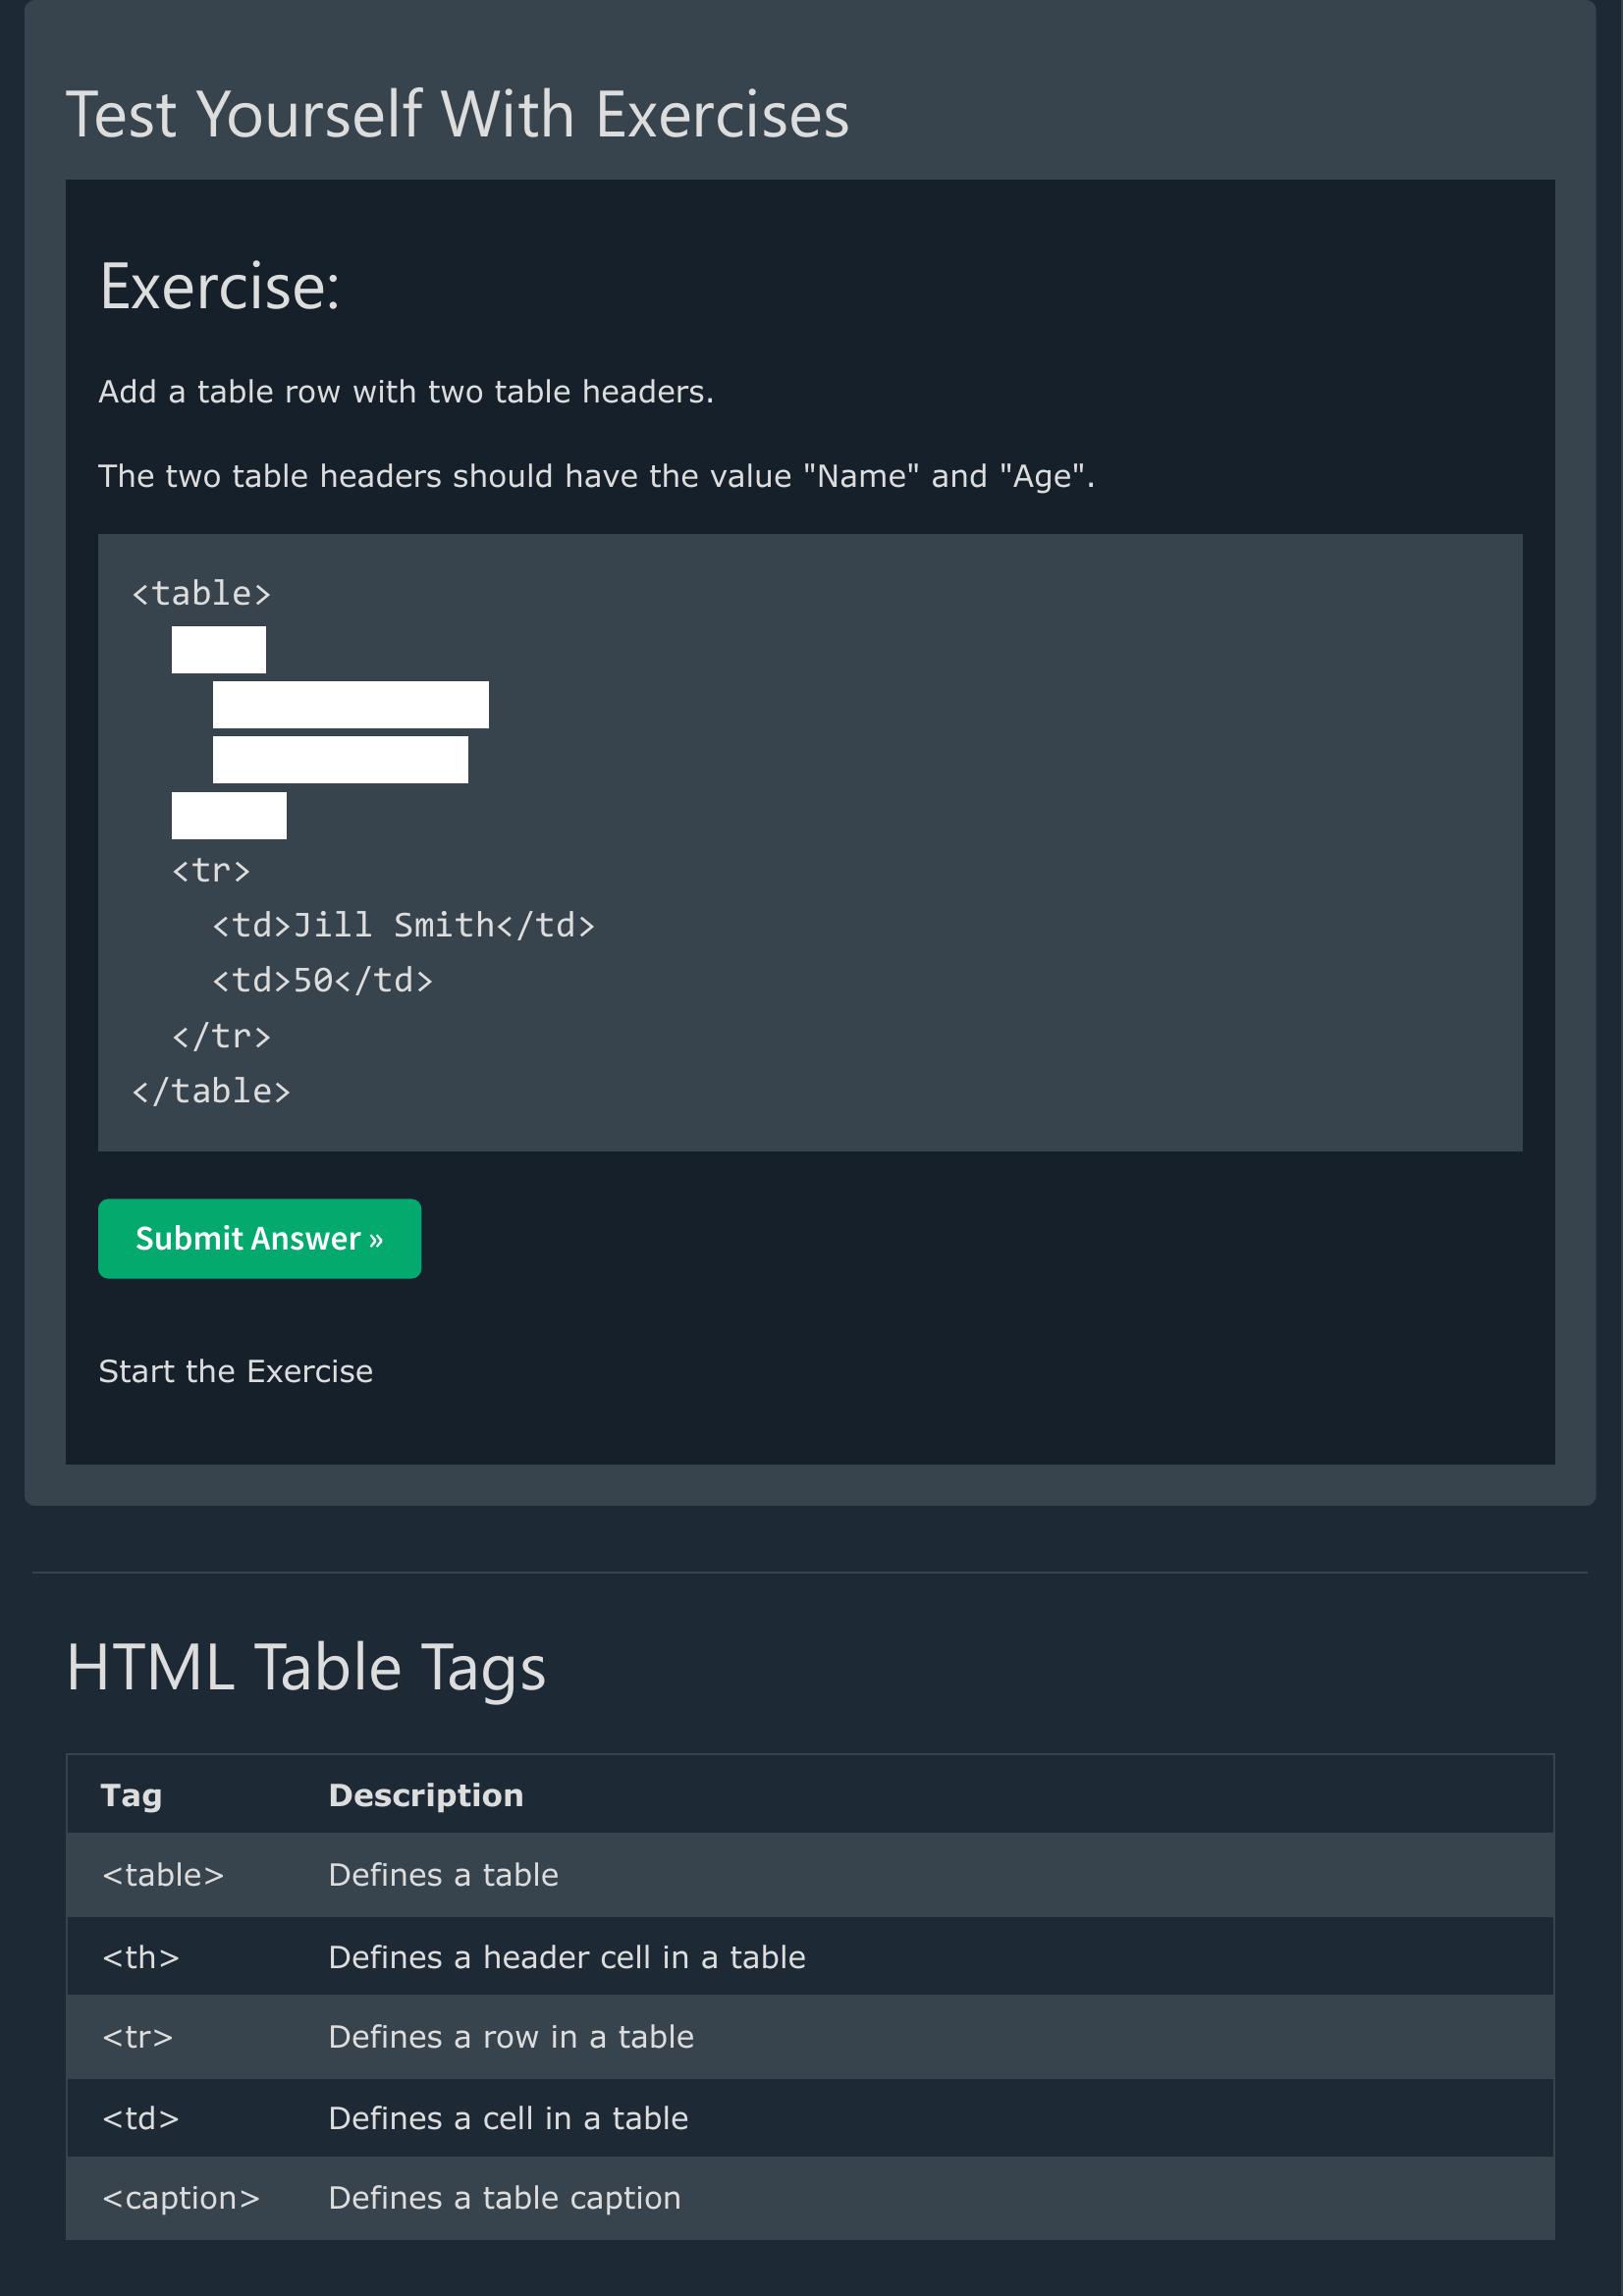 Test Yourself With Exercises
Exercise:
Add a table row with two table headers.
The two table headers should have the value "Name" and "Age".
<table>
<tr>
<td>Jill Smith</td>
<td>50</td>
</tr>
</table>
Submit Answer »
Start the Exercise
HTML Table Tags
Tag Description
<table> Defines a table
<th> Defines a header cell in a table
<tr> Defines a row in a table
<td> Defines a cell in a table
<caption> Defines a table caption